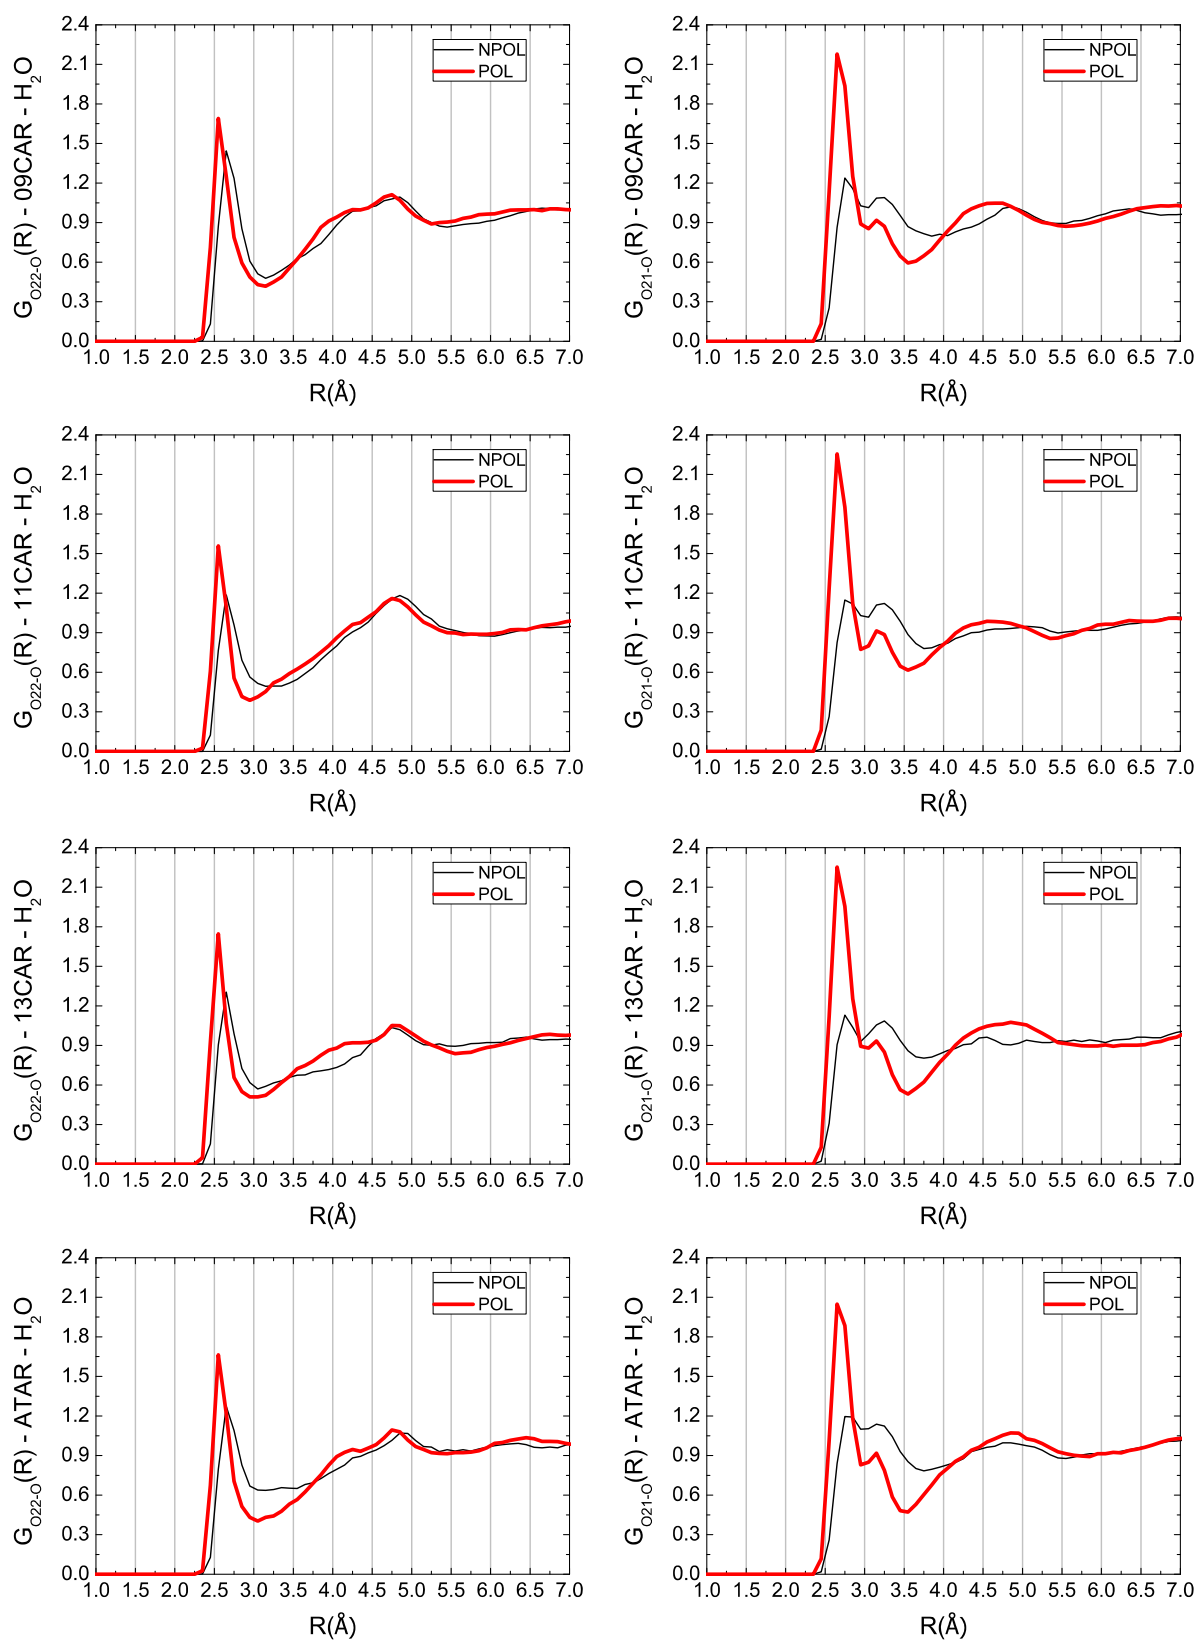 G_O22-O(R) - 09CAR - H₂O
2.4
2.1
1.8
1.5
1.2
0.9
0.6
0.3
0.0
NPOL
POL
1.0 1.5 2.0 2.5 3.0 3.5 4.0 4.5 5.0 5.5 6.0 6.5 7.0
R(Å)
G_O21-O(R) - 09CAR - H₂O
2.4
2.1
1.8
1.5
1.2
0.9
0.6
0.3
0.0
NPOL
POL
1.0 1.5 2.0 2.5 3.0 3.5 4.0 4.5 5.0 5.5 6.0 6.5 7.0
R(Å)
G_O22-O(R) - 11CAR - H₂O
2.4
2.1
1.8
1.5
1.2
0.9
0.6
0.3
0.0
NPOL
POL
1.0 1.5 2.0 2.5 3.0 3.5 4.0 4.5 5.0 5.5 6.0 6.5 7.0
R(Å)
G_O21-O(R) - 11CAR - H₂O
2.4
2.1
1.8
1.5
1.2
0.9
0.6
0.3
0.0
NPOL
POL
1.0 1.5 2.0 2.5 3.0 3.5 4.0 4.5 5.0 5.5 6.0 6.5 7.0
R(Å)
G_O22-O(R) - 13CAR - H₂O
2.4
2.1
1.8
1.5
1.2
0.9
0.6
0.3
0.0
NPOL
POL
1.0 1.5 2.0 2.5 3.0 3.5 4.0 4.5 5.0 5.5 6.0 6.5 7.0
R(Å)
G_O21-O(R) - 13CAR - H₂O
2.4
2.1
1.8
1.5
1.2
0.9
0.6
0.3
0.0
NPOL
POL
1.0 1.5 2.0 2.5 3.0 3.5 4.0 4.5 5.0 5.5 6.0 6.5 7.0
R(Å)
G_O22-O(R) - ATAR - H₂O
2.4
2.1
1.8
1.5
1.2
0.9
0.6
0.3
0.0
NPOL
POL
1.0 1.5 2.0 2.5 3.0 3.5 4.0 4.5 5.0 5.5 6.0 6.5 7.0
R(Å)
G_O21-O(R) - ATAR - H₂O
2.4
2.1
1.8
1.5
1.2
0.9
0.6
0.3
0.0
NPOL
POL
1.0 1.5 2.0 2.5 3.0 3.5 4.0 4.5 5.0 5.5 6.0 6.5 7.0
R(Å)